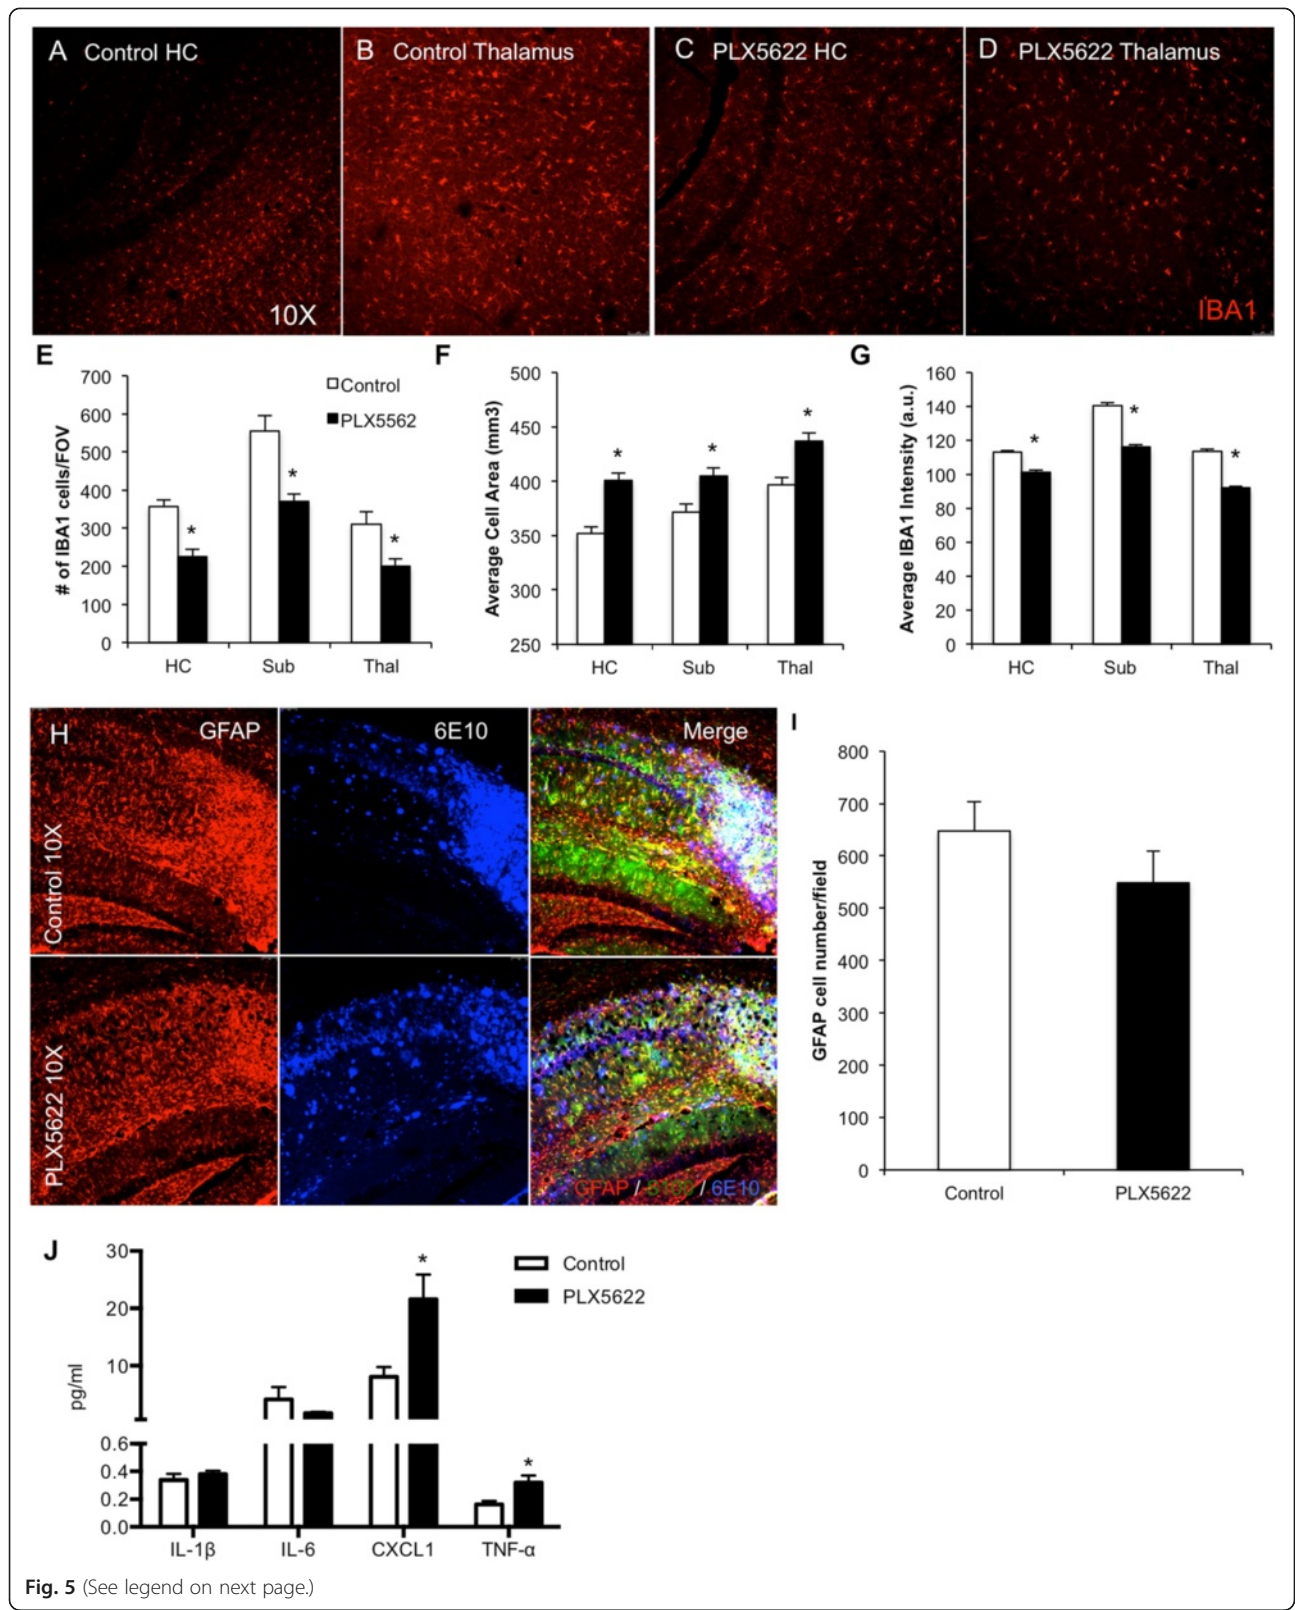 A Control HC
B Control Thalamus
C PLX5622 HC
D PLX5622 Thalamus
10X
IBA1
E
700
600
500
400
300
200
100
0
# of IBA1 cells/FOV
Control
PLX5562
*
*
*
HC
Sub
Thal
F
500
450
400
350
300
250
Average Cell Area (mm3)
*
*
*
HC
Sub
Thal
G
160
140
120
100
80
60
40
20
0
Average IBA1 Intensity (a.u.)
*
*
*
HC
Sub
Thal
H
GFAP
6E10
Merge
Control 10X
PLX5622 10X
GFAP / S100 / 6E10
I
800
700
600
500
400
300
200
100
0
GFAP cell number/field
Control
PLX5622
J
30
20
10
0.6
0.4
0.2
0.0
pg/ml
Control
PLX5622
*
*
IL-1β
IL-6
CXCL1
TNF-α
Fig. 5 (See legend on next page.)